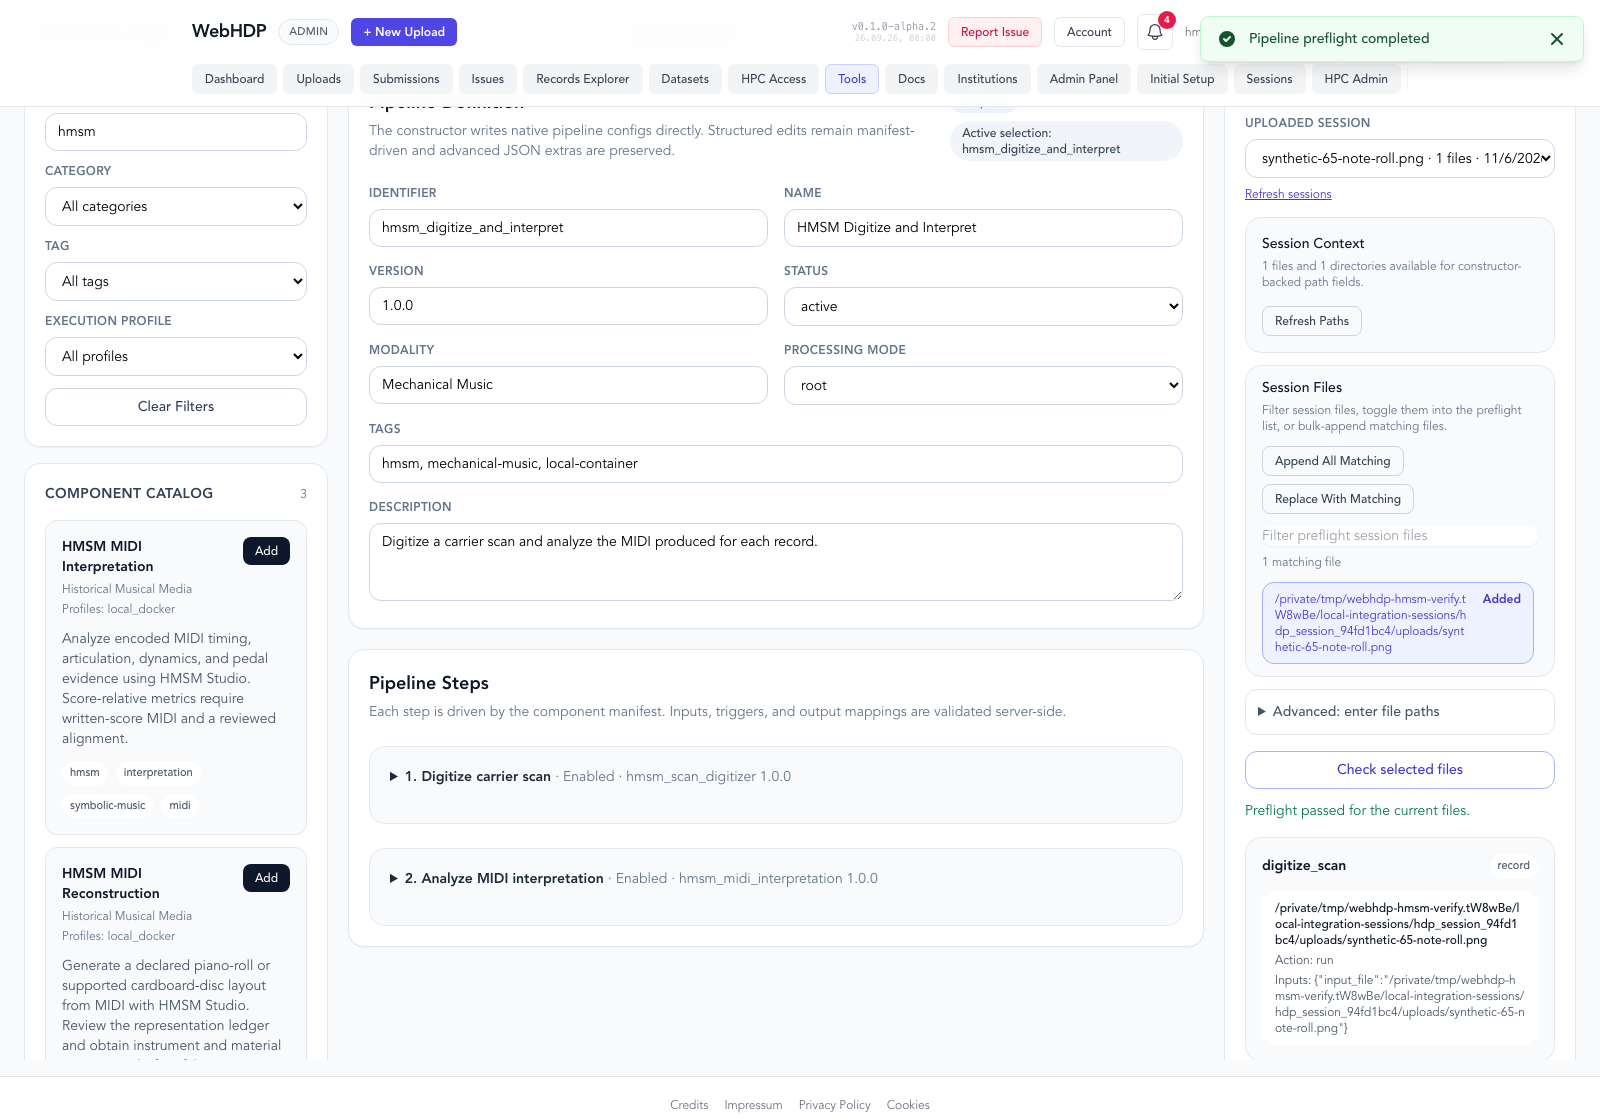 WebHDP
ADMIN
+ New Upload
v0.1.0-alpha.2
26.09.26, 00:00
Report Issue
Account
4
Pipeline preflight completed
Dashboard
Uploads
Submissions
Issues
Records Explorer
Datasets
HPC Access
Tools
Docs
Institutions
Admin Panel
Initial Setup
Sessions
HPC Admin
hmsm
CATEGORY
All categories
TAG
All tags
EXECUTION PROFILE
All profiles
Clear Filters
COMPONENT CATALOG
3
HMSM MIDI
Interpretation
Add
Historical Musical Media
Profiles: local_docker
Analyze encoded MIDI timing,
articulation, dynamics, and pedal
evidence using HMSM Studio.
Score-relative metrics require
written-score MIDI and a reviewed
alignment.
hmsm
interpretation
symbolic-music
midi
HMSM MIDI
Reconstruction
Add
Historical Musical Media
Profiles: local_docker
Generate a declared piano-roll or
supported cardboard-disc layout
from MIDI with HMSM Studio.
Review the representation ledger
and obtain instrument and material
Pipeline Definition
The constructor writes native pipeline configs directly. Structured edits remain manifest-
driven and advanced JSON extras are preserved.
Active selection:
hmsm_digitize_and_interpret
IDENTIFIER
hmsm_digitize_and_interpret
NAME
HMSM Digitize and Interpret
VERSION
1.0.0
STATUS
active
MODALITY
Mechanical Music
PROCESSING MODE
root
TAGS
hmsm, mechanical-music, local-container
DESCRIPTION
Digitize a carrier scan and analyze the MIDI produced for each record.
Pipeline Steps
Each step is driven by the component manifest. Inputs, triggers, and output mappings are validated server-side.
1. Digitize carrier scan · Enabled · hmsm_scan_digitizer 1.0.0
2. Analyze MIDI interpretation · Enabled · hmsm_midi_interpretation 1.0.0
UPLOADED SESSION
synthetic-65-note-roll.png · 1 files · 11/6/202
Refresh sessions
Session Context
1 files and 1 directories available for constructor-
backed path fields.
Refresh Paths
Session Files
Filter session files, toggle them into the preflight
list, or bulk-append matching files.
Append All Matching
Replace With Matching
Filter preflight session files
1 matching file
/private/tmp/webhdp-hmsm-verify.t
W8wBe/local-integration-sessions/h
dp_session_94fd1bc4/uploads/synt
hetic-65-note-roll.png
Added
Advanced: enter file paths
Check selected files
Preflight passed for the current files.
digitize_scan
record
/private/tmp/webhdp-hmsm-verify.tW8wBe/l
ocal-integration-sessions/hdp_session_94fd1
bc4/uploads/synthetic-65-note-roll.png
Action: run
Inputs: {"input_file":"/private/tmp/webhdp-h
msm-verify.tW8wBe/local-integration-sessions/
hdp_session_94fd1bc4/uploads/synthetic-65-n
ote-roll.png"}
Credits
Impressum
Privacy Policy
Cookies